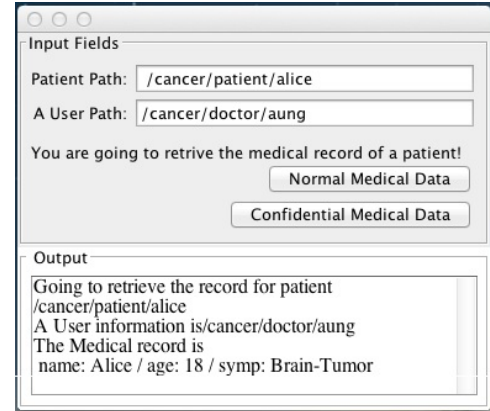 Input Fields
Patient Path: /cancer/patient/alice
A User Path: /cancer/doctor/aung
You are going to retrive the medical record of a patient!
Normal Medical Data
Confidential Medical Data
Output
Going to retrieve the record for patient
/cancer/patient/alice
A User information is/cancer/doctor/aung
The Medical record is
name: Alice / age: 18 / symp: Brain-Tumor